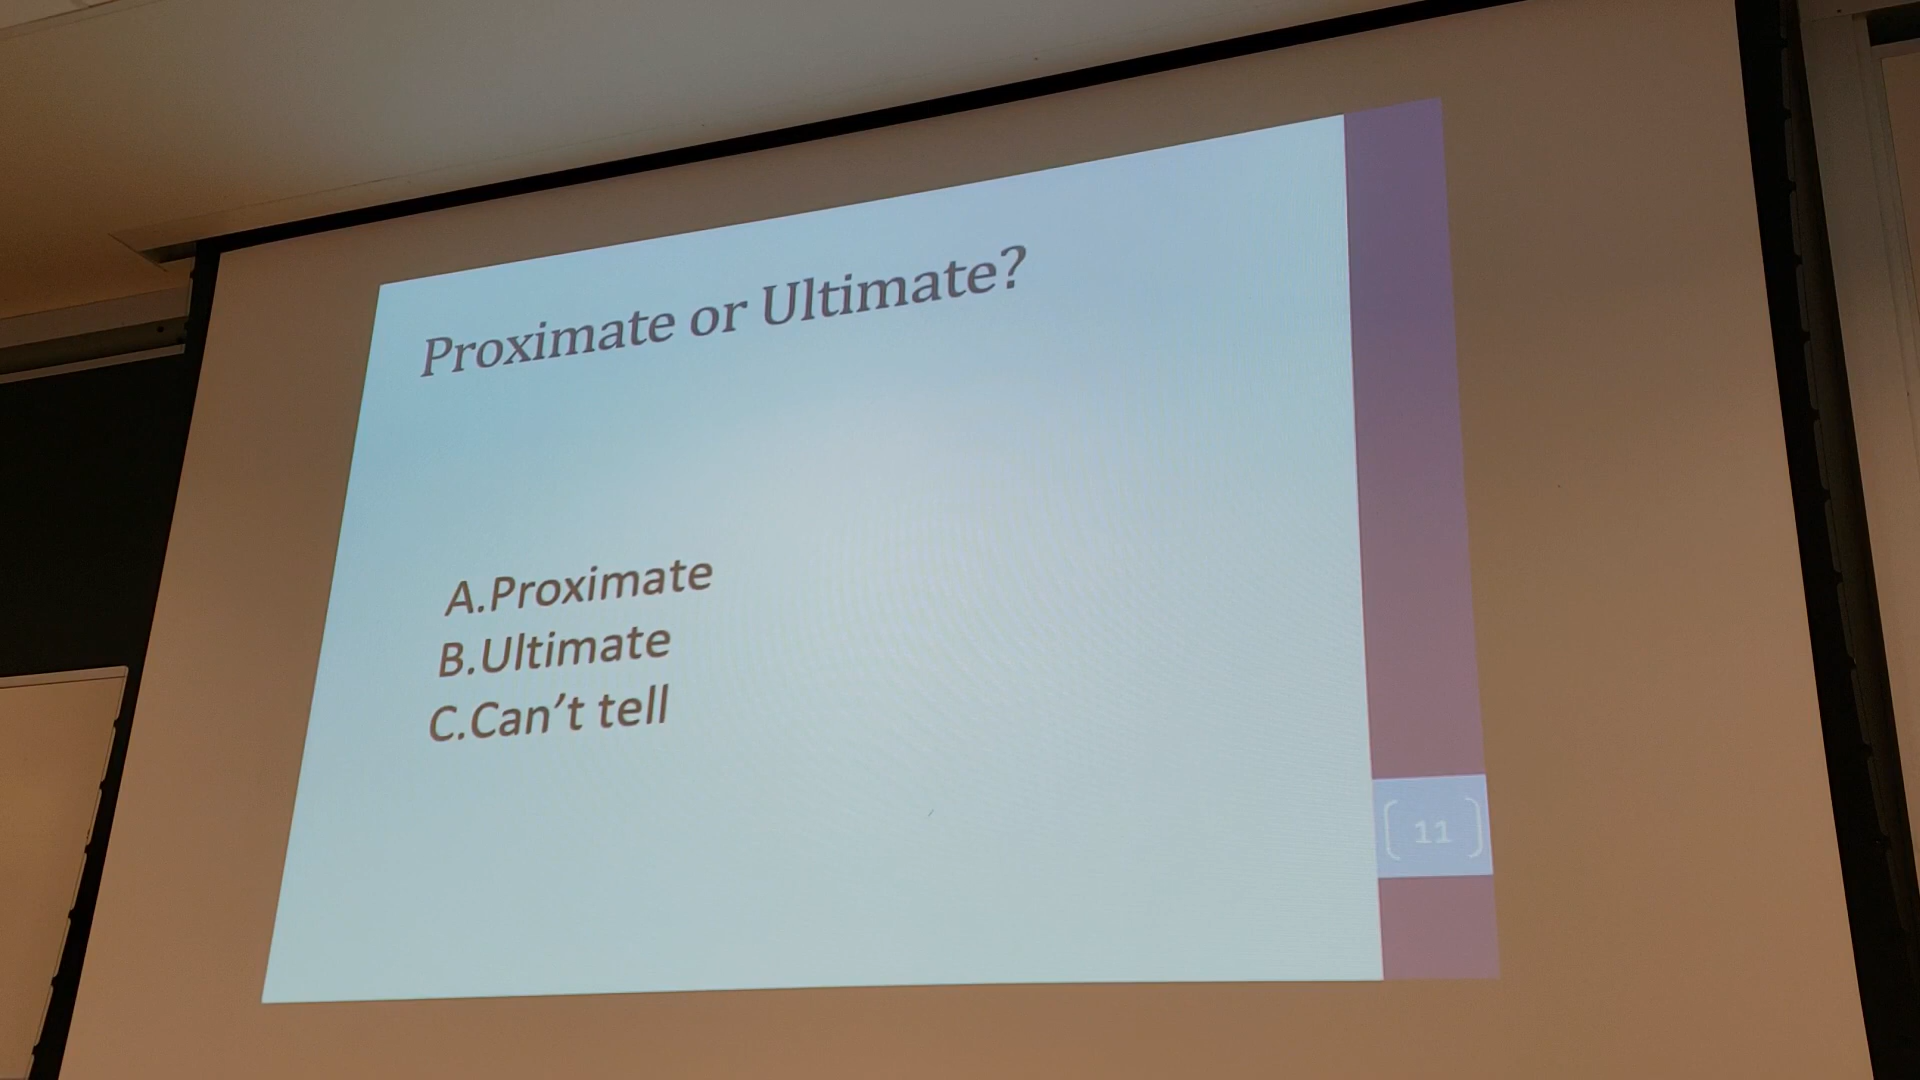 Proximate or Ultimate?
A.Proximate
B.Ultimate
C.Can't tell
11